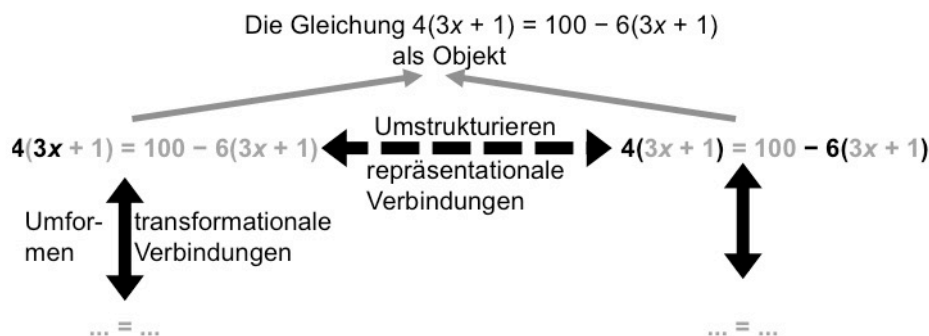 Die Gleichung 4(3x + 1) = 100 − 6(3x + 1)
als Objekt
4(3x + 1) = 100 − 6(3x + 1)
Umstrukturieren
repräsentationale
Verbindungen
4(3x + 1) = 100 − 6(3x + 1)
Umfor-
men
transformationale
Verbindungen
... = ...
... = ...